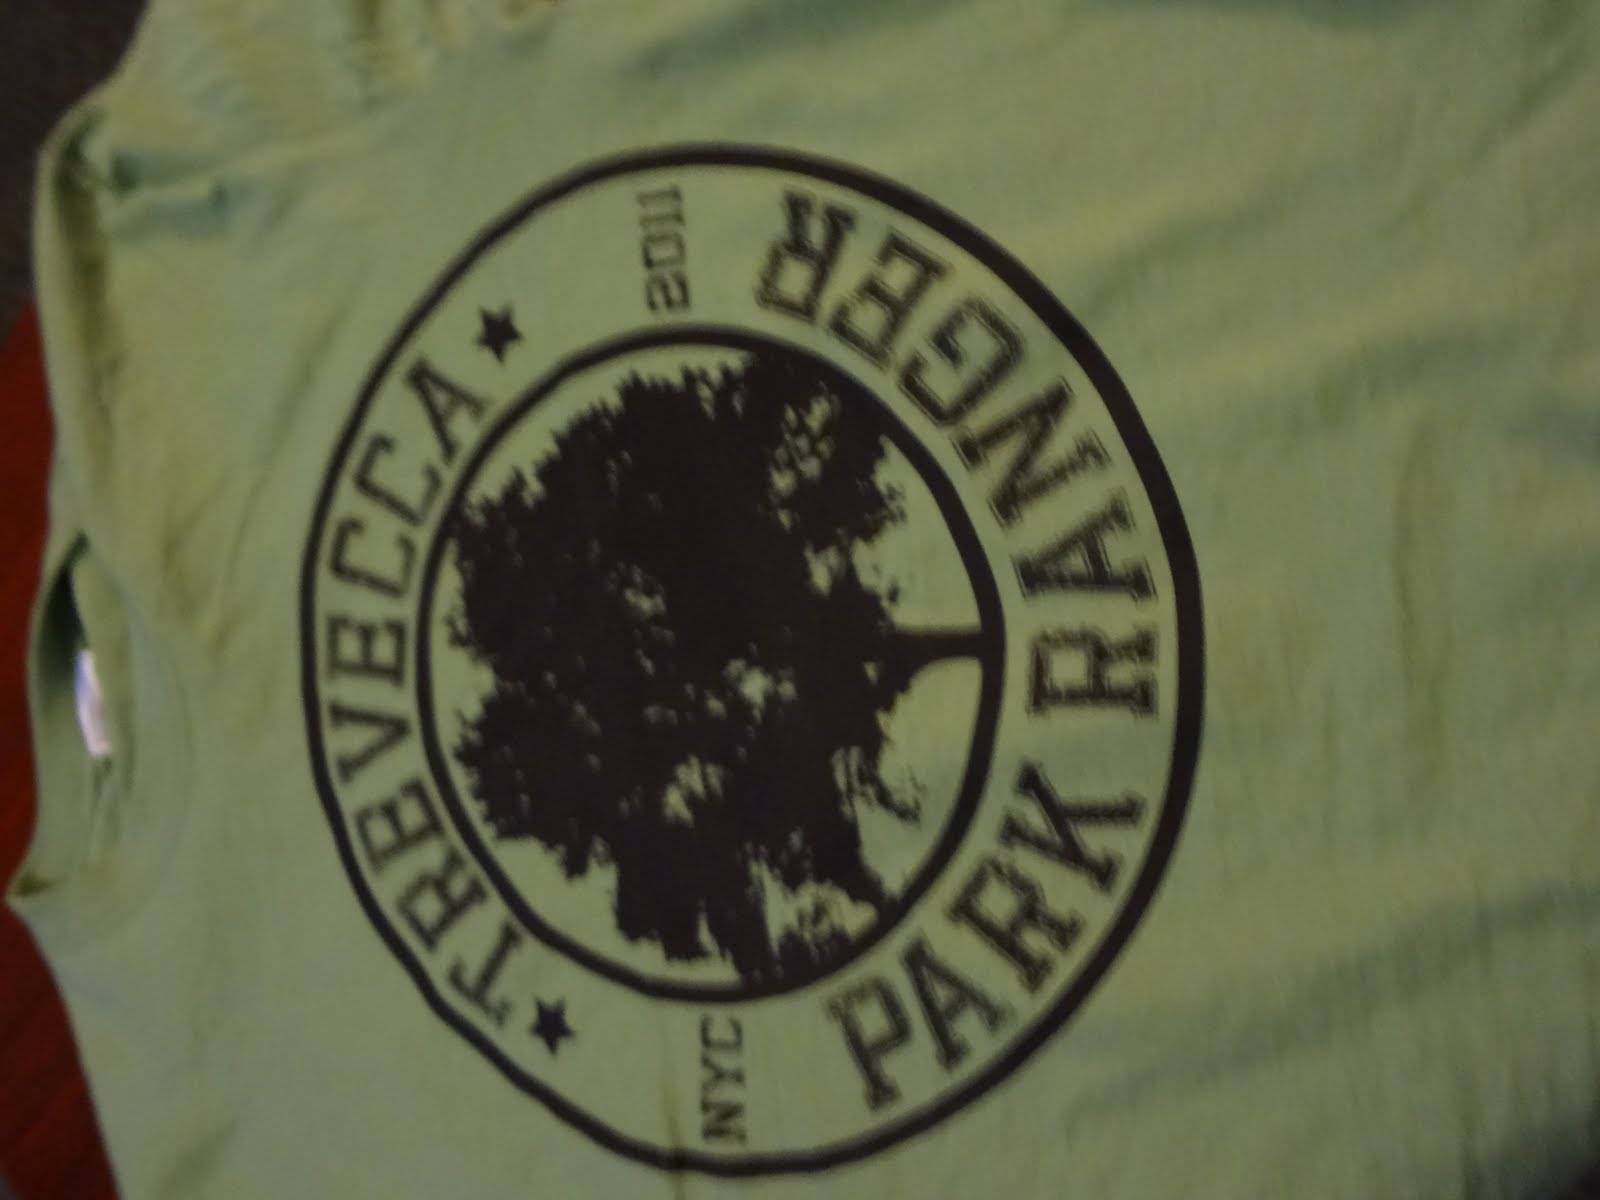 TREVECCA
NYC
2011
PARK RANGER